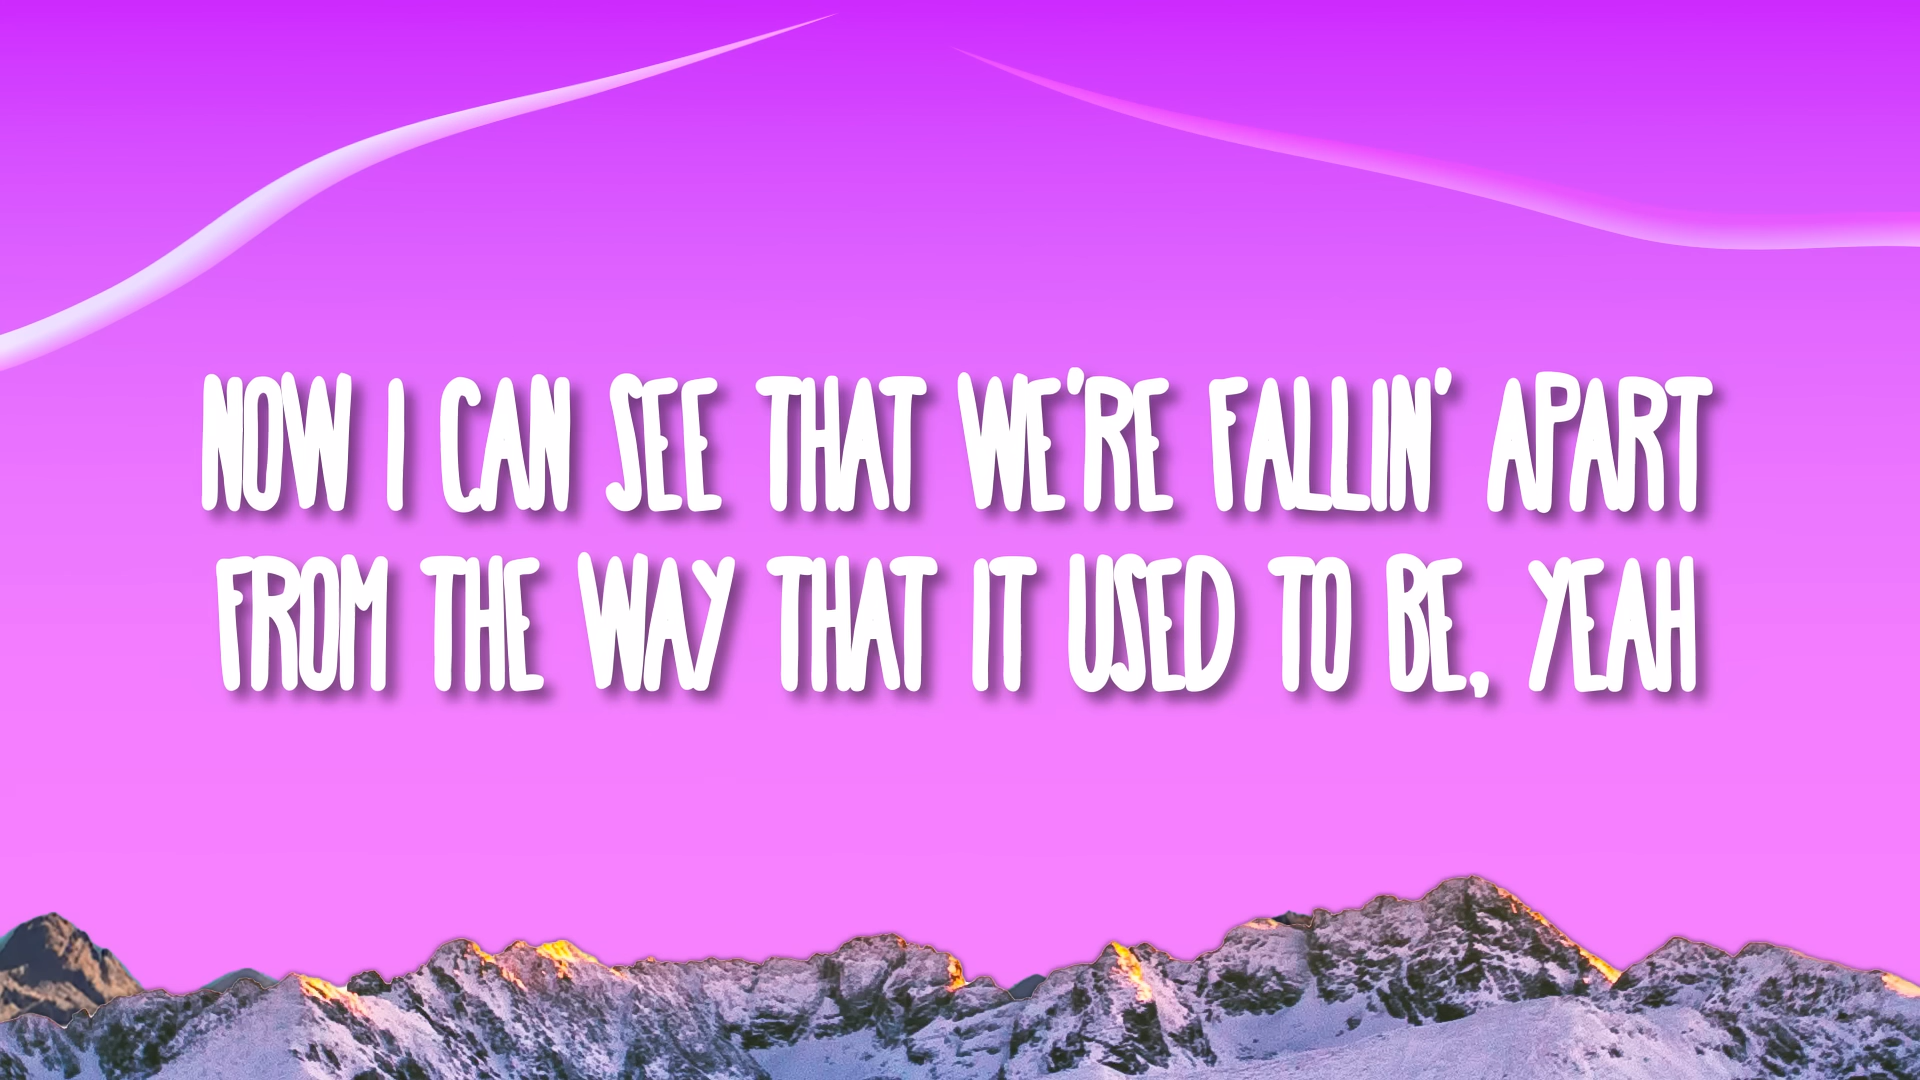 NOW I CAN SEE THAT WE'RE FALLIN' APART
FROM THE WAY THAT IT USED TO BE, YEAH